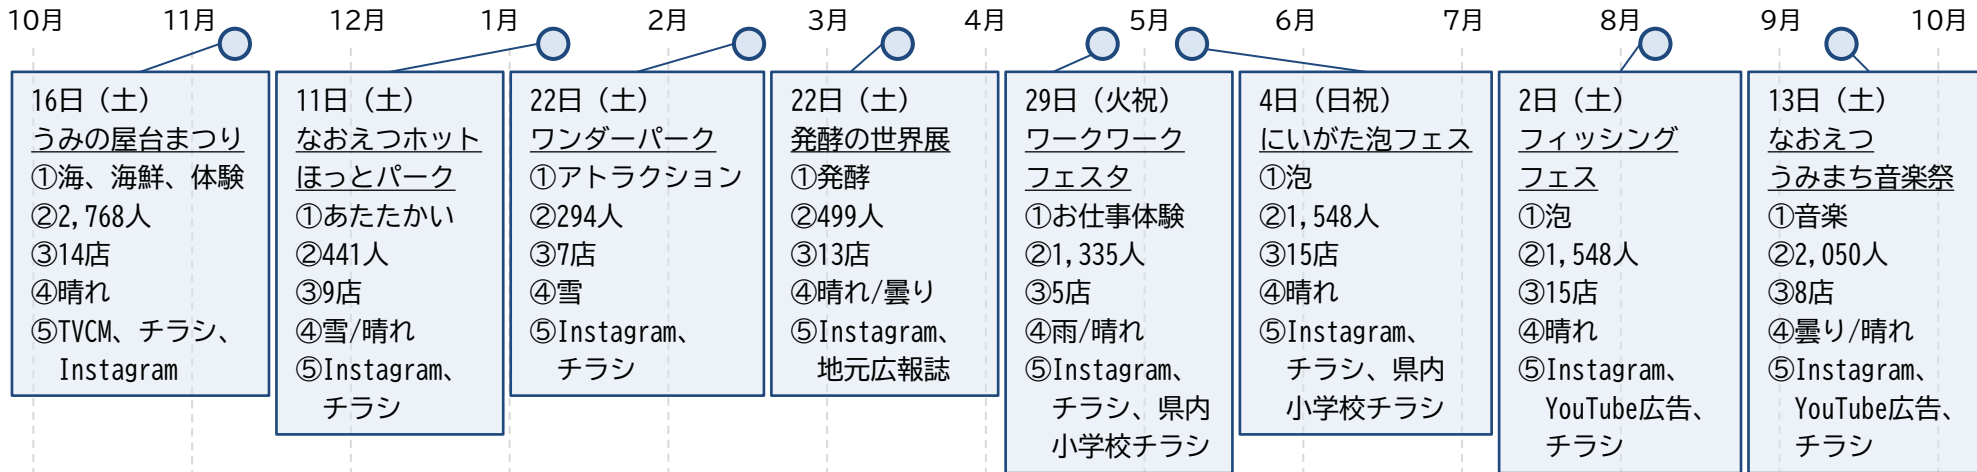 10月 11月 12月 1月 2月 3月 4月 5月 6月 7月 8月 9月 10月
16日（土）
うみの屋台まつり
①海、海鮮、体験
②2,768人
③14店
④晴れ
⑤TVCM、チラシ、
Instagram
11日（土）
なおえつホット
ほっとパーク
①あたたかい
②441人
③9店
④雪/晴れ
⑤Instagram、
チラシ
22日（土）
ワンダーパーク
①アトラクション
②294人
③7店
④雪
⑤Instagram、
チラシ
22日（土）
発酵の世界展
①発酵
②499人
③13店
④晴れ/曇り
⑤Instagram、
地元広報誌
29日（火祝）
ワークワーク
フェスタ
①お仕事体験
②1,335人
③5店
④雨/晴れ
⑤Instagram、
チラシ、県内
小学校チラシ
4日（日祝）
にいがた泡フェス
①泡
②1,548人
③15店
④晴れ
⑤Instagram、
チラシ、県内
小学校チラシ
2日（土）
フィッシング
フェス
①泡
②1,548人
③15店
④晴れ
⑤Instagram、
YouTube広告、
チラシ
13日（土）
なおえつ
うみまち音楽祭
①音楽
②2,050人
③8店
④曇り/晴れ
⑤Instagram、
YouTube広告、
チラシ